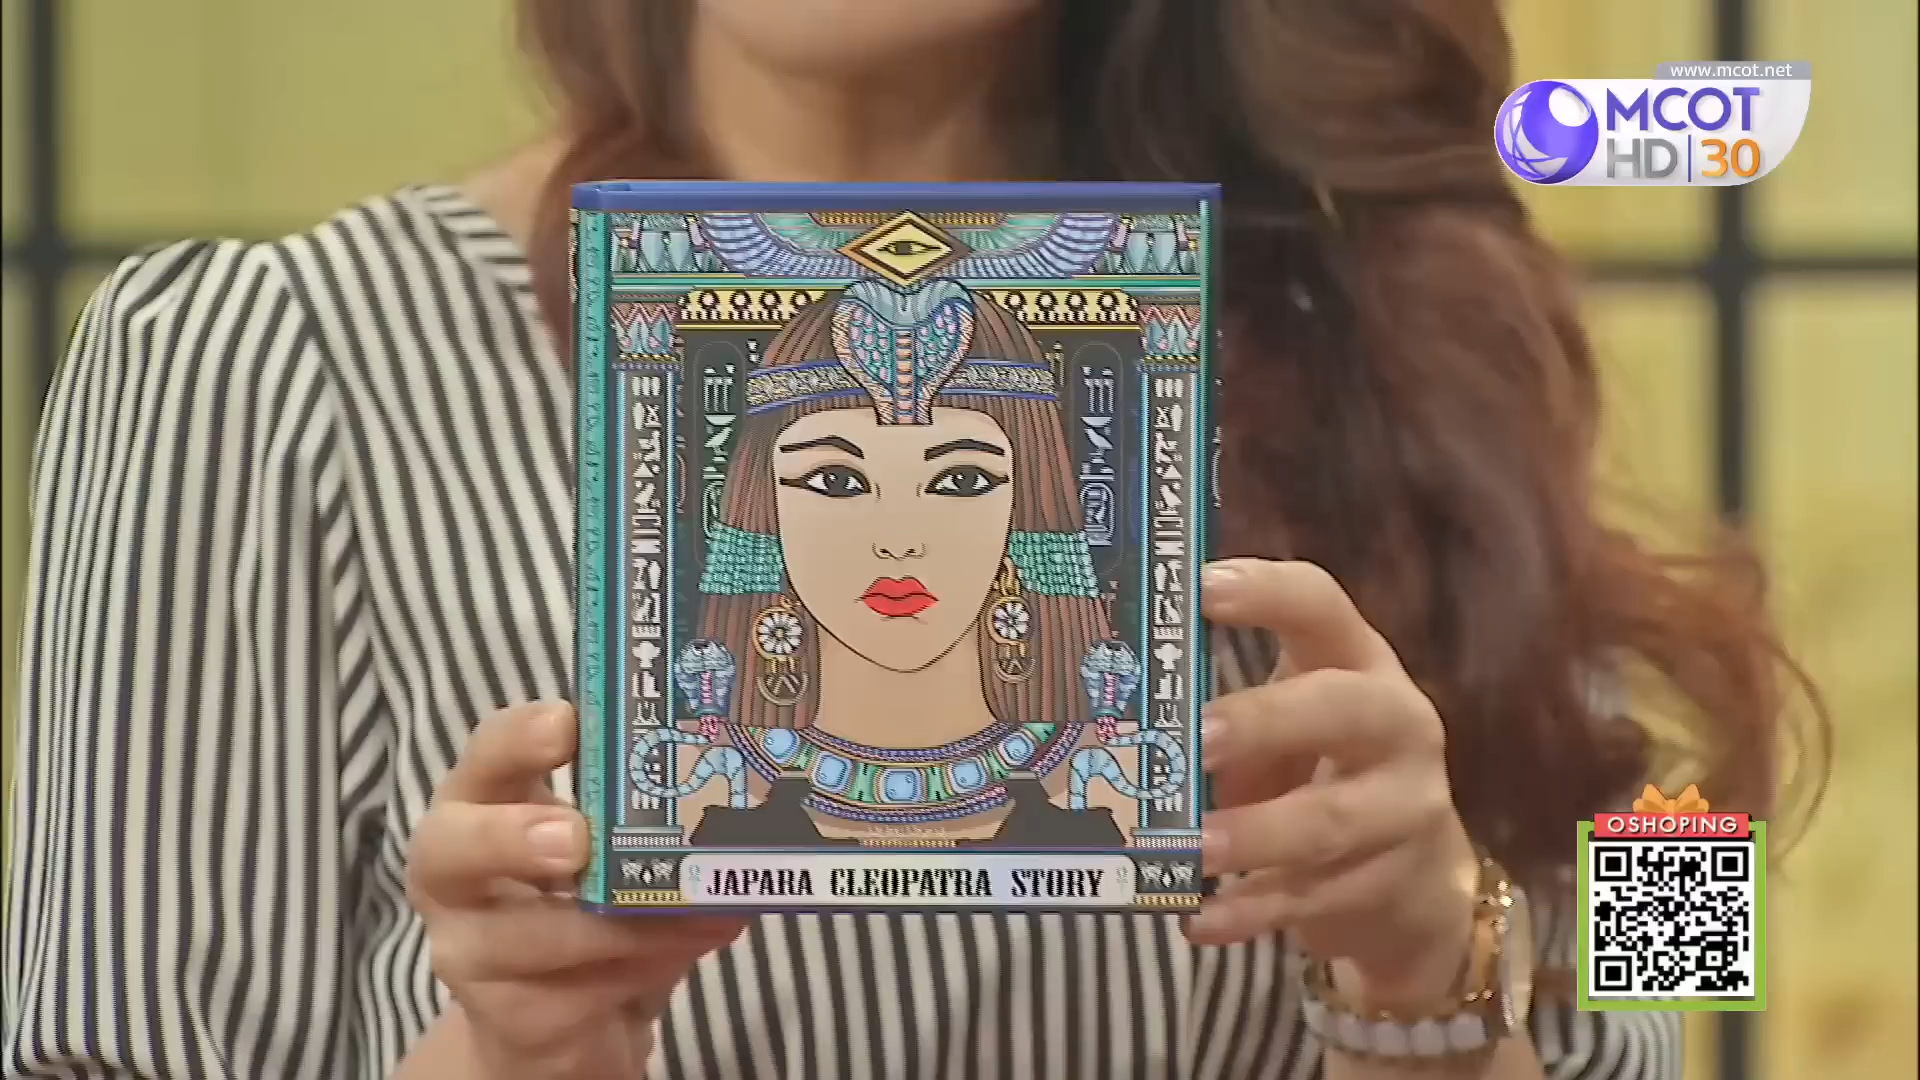 www.mcot.net
MCOT
HD 30
JAPARA CLEOPATRA STORY
OSHOPING